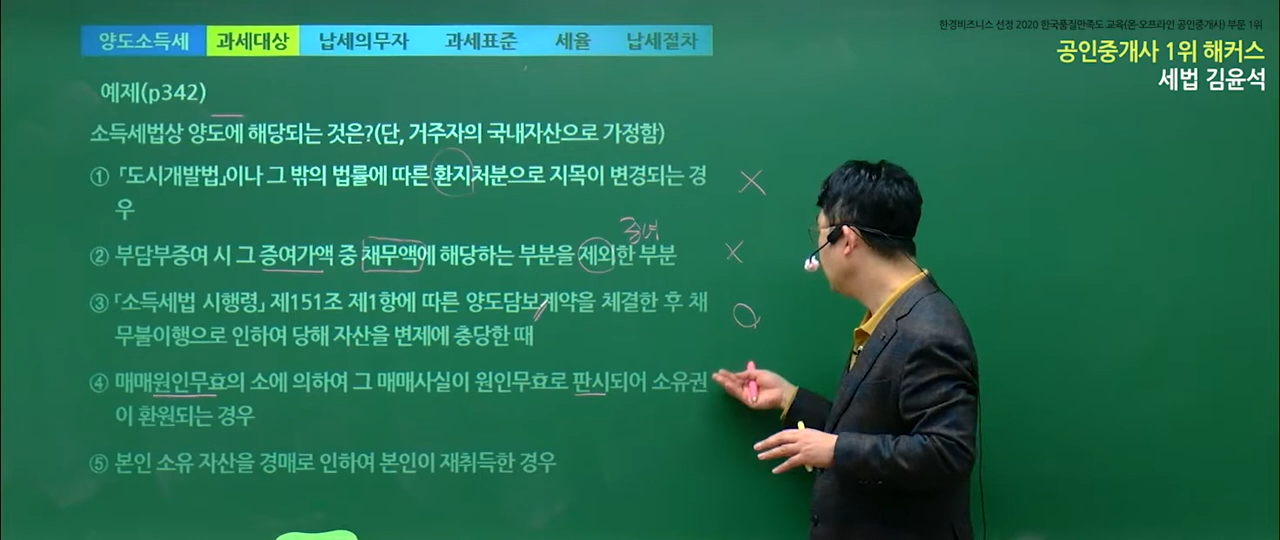 한경비즈니스 선정 2020 한국품질만족도 교육(온·오프라인 공인중개사) 부문 1위
공인중개사 1위 해커스
세법 김윤석
양도소득세 과세대상 납세의무자 과세표준 세율 납세절차
예제(p342)
소득세법상 양도에 해당되는 것은?(단, 거주자의 국내자산으로 가정함)
① 「도시개발법」이나 그 밖의 법률에 따른 환지처분으로 지목이 변경되는 경
우
증여
② 부담부증여 시 그 증여가액 중 채무액에 해당하는 부분을 제외한 부분
③ 「소득세법 시행령」 제151조 제1항에 따른 양도담보계약을 체결한 후 채
무불이행으로 인하여 당해 자산을 변제에 충당한 때
④ 매매원인무효의 소에 의하여 그 매매사실이 원인무효로 판시되어 소유권
이 환원되는 경우
⑤ 본인 소유 자산을 경매로 인하여 본인이 재취득한 경우